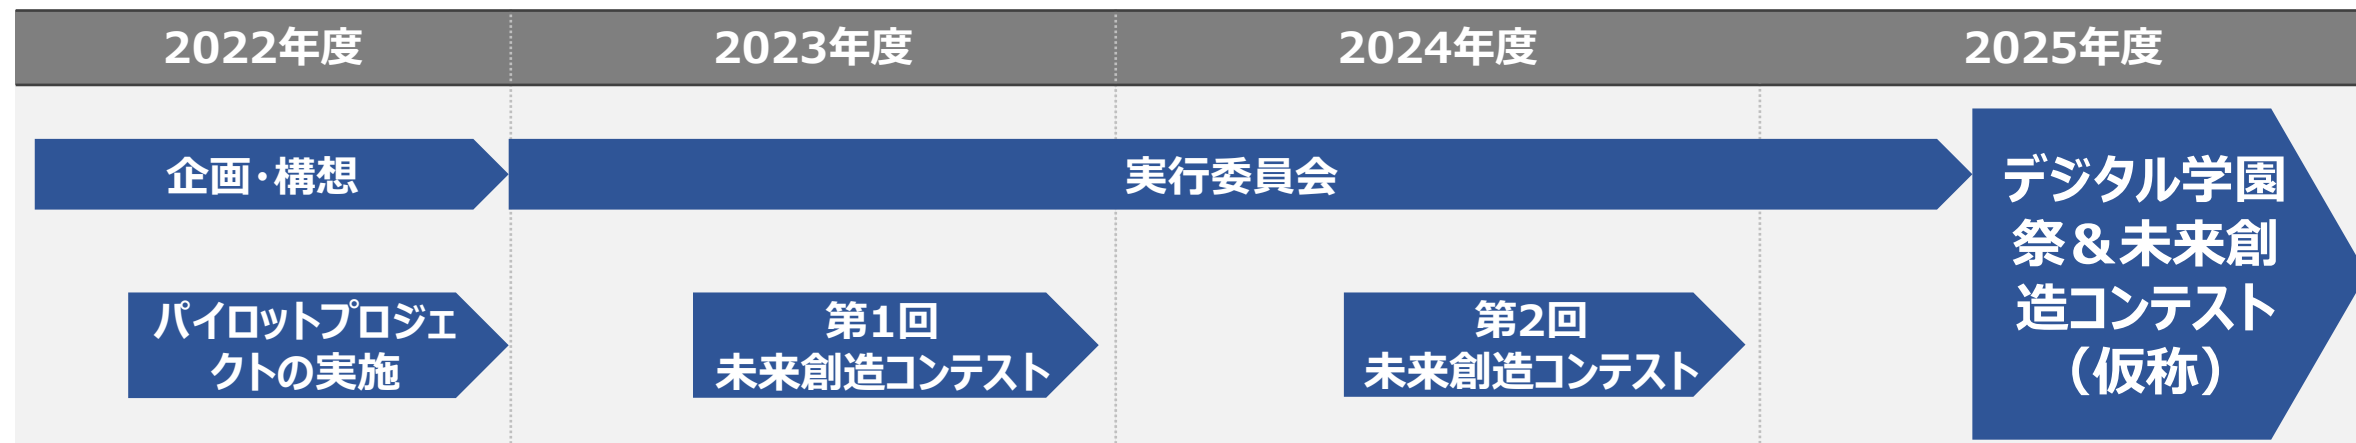 2022年度
2023年度
2024年度
2025年度
企画・構想
実行委員会
パイロットプロジェ
クトの実施
第1回
未来創造コンテスト
第2回
未来創造コンテスト
デジタル学園
祭＆未来創
造コンテスト
（仮称）